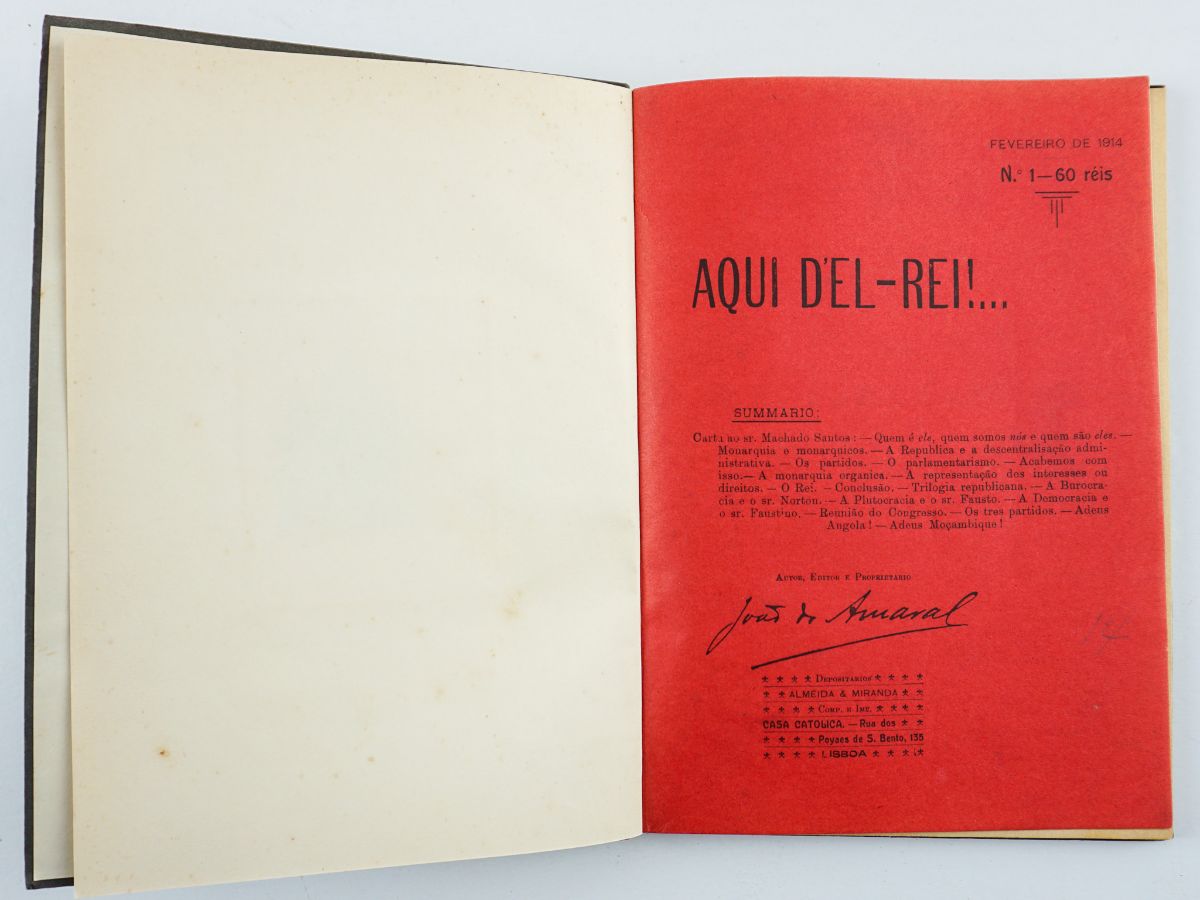 FEVEREIRO DE 1914
N.º 1—60 réis
AQUI D'EL-REI!...
SUMMARIO:
Carta ao sr. Machado Santos: — Quem é ele, quem somos nós e quem são eles. —
Monarquia e monarquicos. — A Republica e a descentralisação admi-
nistrativa. — Os partidos. — O parlamentarismo. — Acabemos com
isso.— A monarquia organica. — A representação dos interesses ou
direitos. — O Rei. — Conclusão. — Trilogia republicana. — A Burocra-
cia e o sr. Norton. — A Plutocracia e o sr. Fausto. — A Democracia e
o sr. Faustino. — Reunião do Congresso. — Os tres partidos. — Adeus
Angola! — Adeus Moçambique!
AUTOR, EDITOR E PROPRIETARIO
João do Amaral
* * * * DEPOSITARIOS * * * *
* * ALMEIDA & MIRANDA * *
* * * * COMP. E IMP. * * * *
CASA CATOLICA. — Rua dos * *
* * * * Poyaes de S. Bento, 135
* * * * LISBOA * * * *